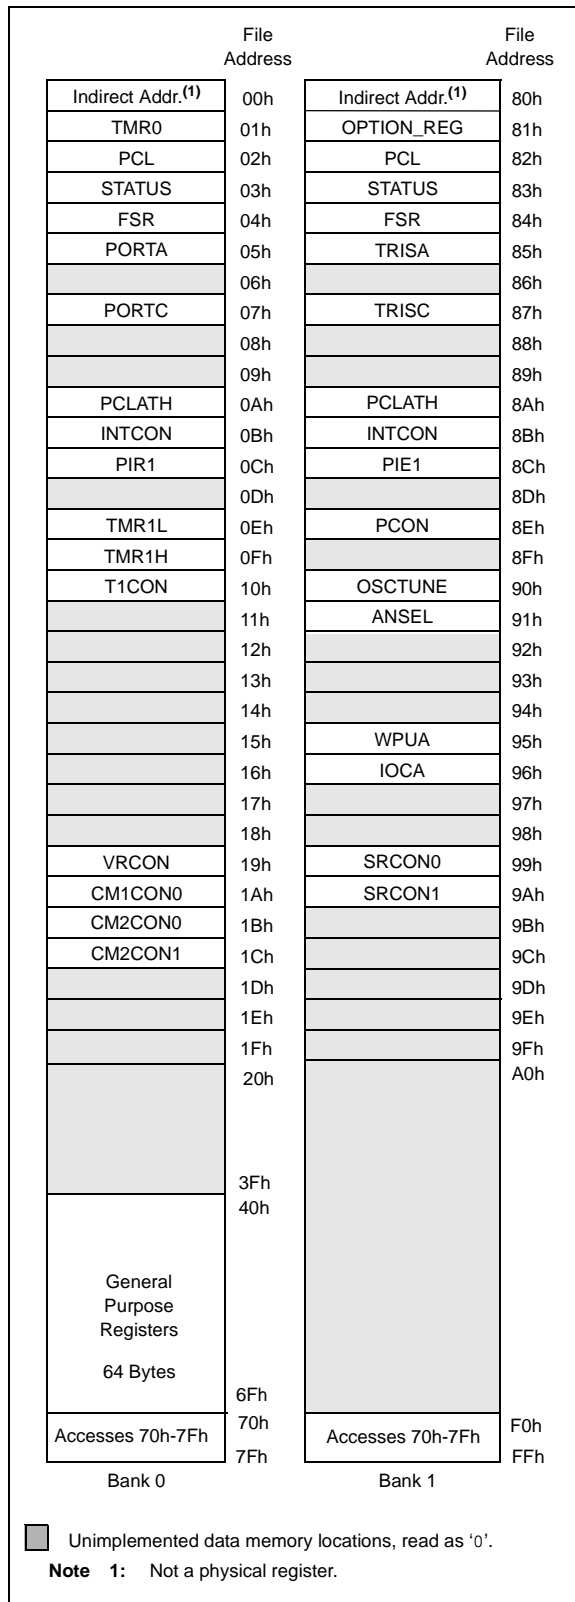 File Address File Address
Indirect Addr.(1) 00h Indirect Addr.(1) 80h
TMR0 01h OPTION_REG 81h
PCL 02h PCL 82h
STATUS 03h STATUS 83h
FSR 04h FSR 84h
PORTA 05h TRISA 85h
06h 86h
PORTC 07h TRISC 87h
08h 88h
09h 89h
PCLATH 0Ah PCLATH 8Ah
INTCON 0Bh INTCON 8Bh
PIR1 0Ch PIE1 8Ch
0Dh 8Dh
TMR1L 0Eh PCON 8Eh
TMR1H 0Fh 8Fh
T1CON 10h OSCTUNE 90h
11h ANSEL 91h
12h 92h
13h 93h
14h 94h
15h WPUA 95h
16h IOCA 96h
17h 97h
18h 98h
VRCON 19h SRCON0 99h
CM1CON0 1Ah SRCON1 9Ah
CM2CON0 1Bh 9Bh
CM2CON1 1Ch 9Ch
1Dh 9Dh
1Eh 9Eh
1Fh 9Fh
20h A0h
3Fh
40h
General
Purpose
Registers
64 Bytes
6Fh
Accesses 70h-7Fh 70h Accesses 70h-7Fh F0h
7Fh FFh
Bank 0 Bank 1
Unimplemented data memory locations, read as ‘0’.
Note 1: Not a physical register.